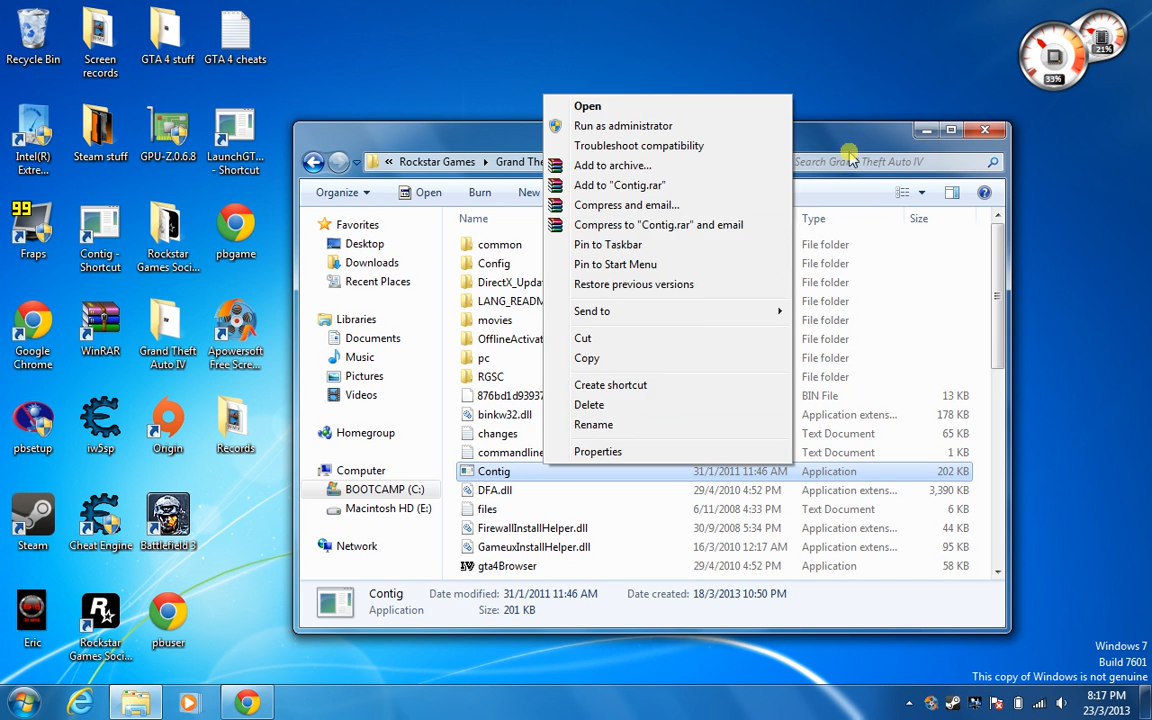 Recycle Bin
Screen records
GTA 4 stuff
GTA 4 cheats
Intel(R) Extre...
Steam stuff
GPU-Z.0.6.8
LaunchGT... - Shortcut
99
Fraps
Contig - Shortcut
Rockstar Games Soci...
pbgame
Google Chrome
WinRAR
Grand Theft Auto IV
Apowersoft Free Scre...
pbsetup
iw5sp
Origin
Records
Steam
Cheat Engine
Battlefield 3
Eric
Rockstar Games Soci...
pbuser
33%
21%
« Rockstar Games Grand The
Search Grand Theft Auto IV
Organize Open Burn New
Favorites
Desktop
Downloads
Recent Places
Libraries
Documents
Music
Pictures
Videos
Homegroup
Computer
BOOTCAMP (C:)
Macintosh HD (E:)
Network
Name Type Size
common File folder
Config File folder
DirectX_Upda File folder
LANG_READM File folder
movies File folder
OfflineActivat File folder
pc File folder
RGSC File folder
876bd1d93937 BIN File 13 KB
binkw32.dll Application extens... 178 KB
changes Text Document 65 KB
commandline Text Document 1 KB
Contig 31/1/2011 11:46 AM Application 202 KB
DFA.dll 29/4/2010 4:52 PM Application extens... 3,390 KB
files 6/11/2008 4:33 PM Text Document 6 KB
FirewallInstallHelper.dll 30/9/2008 5:34 PM Application extens... 44 KB
GameuxInstallHelper.dll 16/3/2010 12:17 AM Application extens... 95 KB
gta4Browser 29/4/2010 4:52 PM Application 58 KB
Open
Run as administrator
Troubleshoot compatibility
Add to archive...
Add to "Contig.rar"
Compress and email...
Compress to "Contig.rar" and email
Pin to Taskbar
Pin to Start Menu
Restore previous versions
Send to
Cut
Copy
Create shortcut
Delete
Rename
Properties
Contig Date modified: 31/1/2011 11:46 AM Date created: 18/3/2013 10:50 PM
Application Size: 201 KB
Windows 7
Build 7601
This copy of Windows is not genuine
8:17 PM
23/3/2013